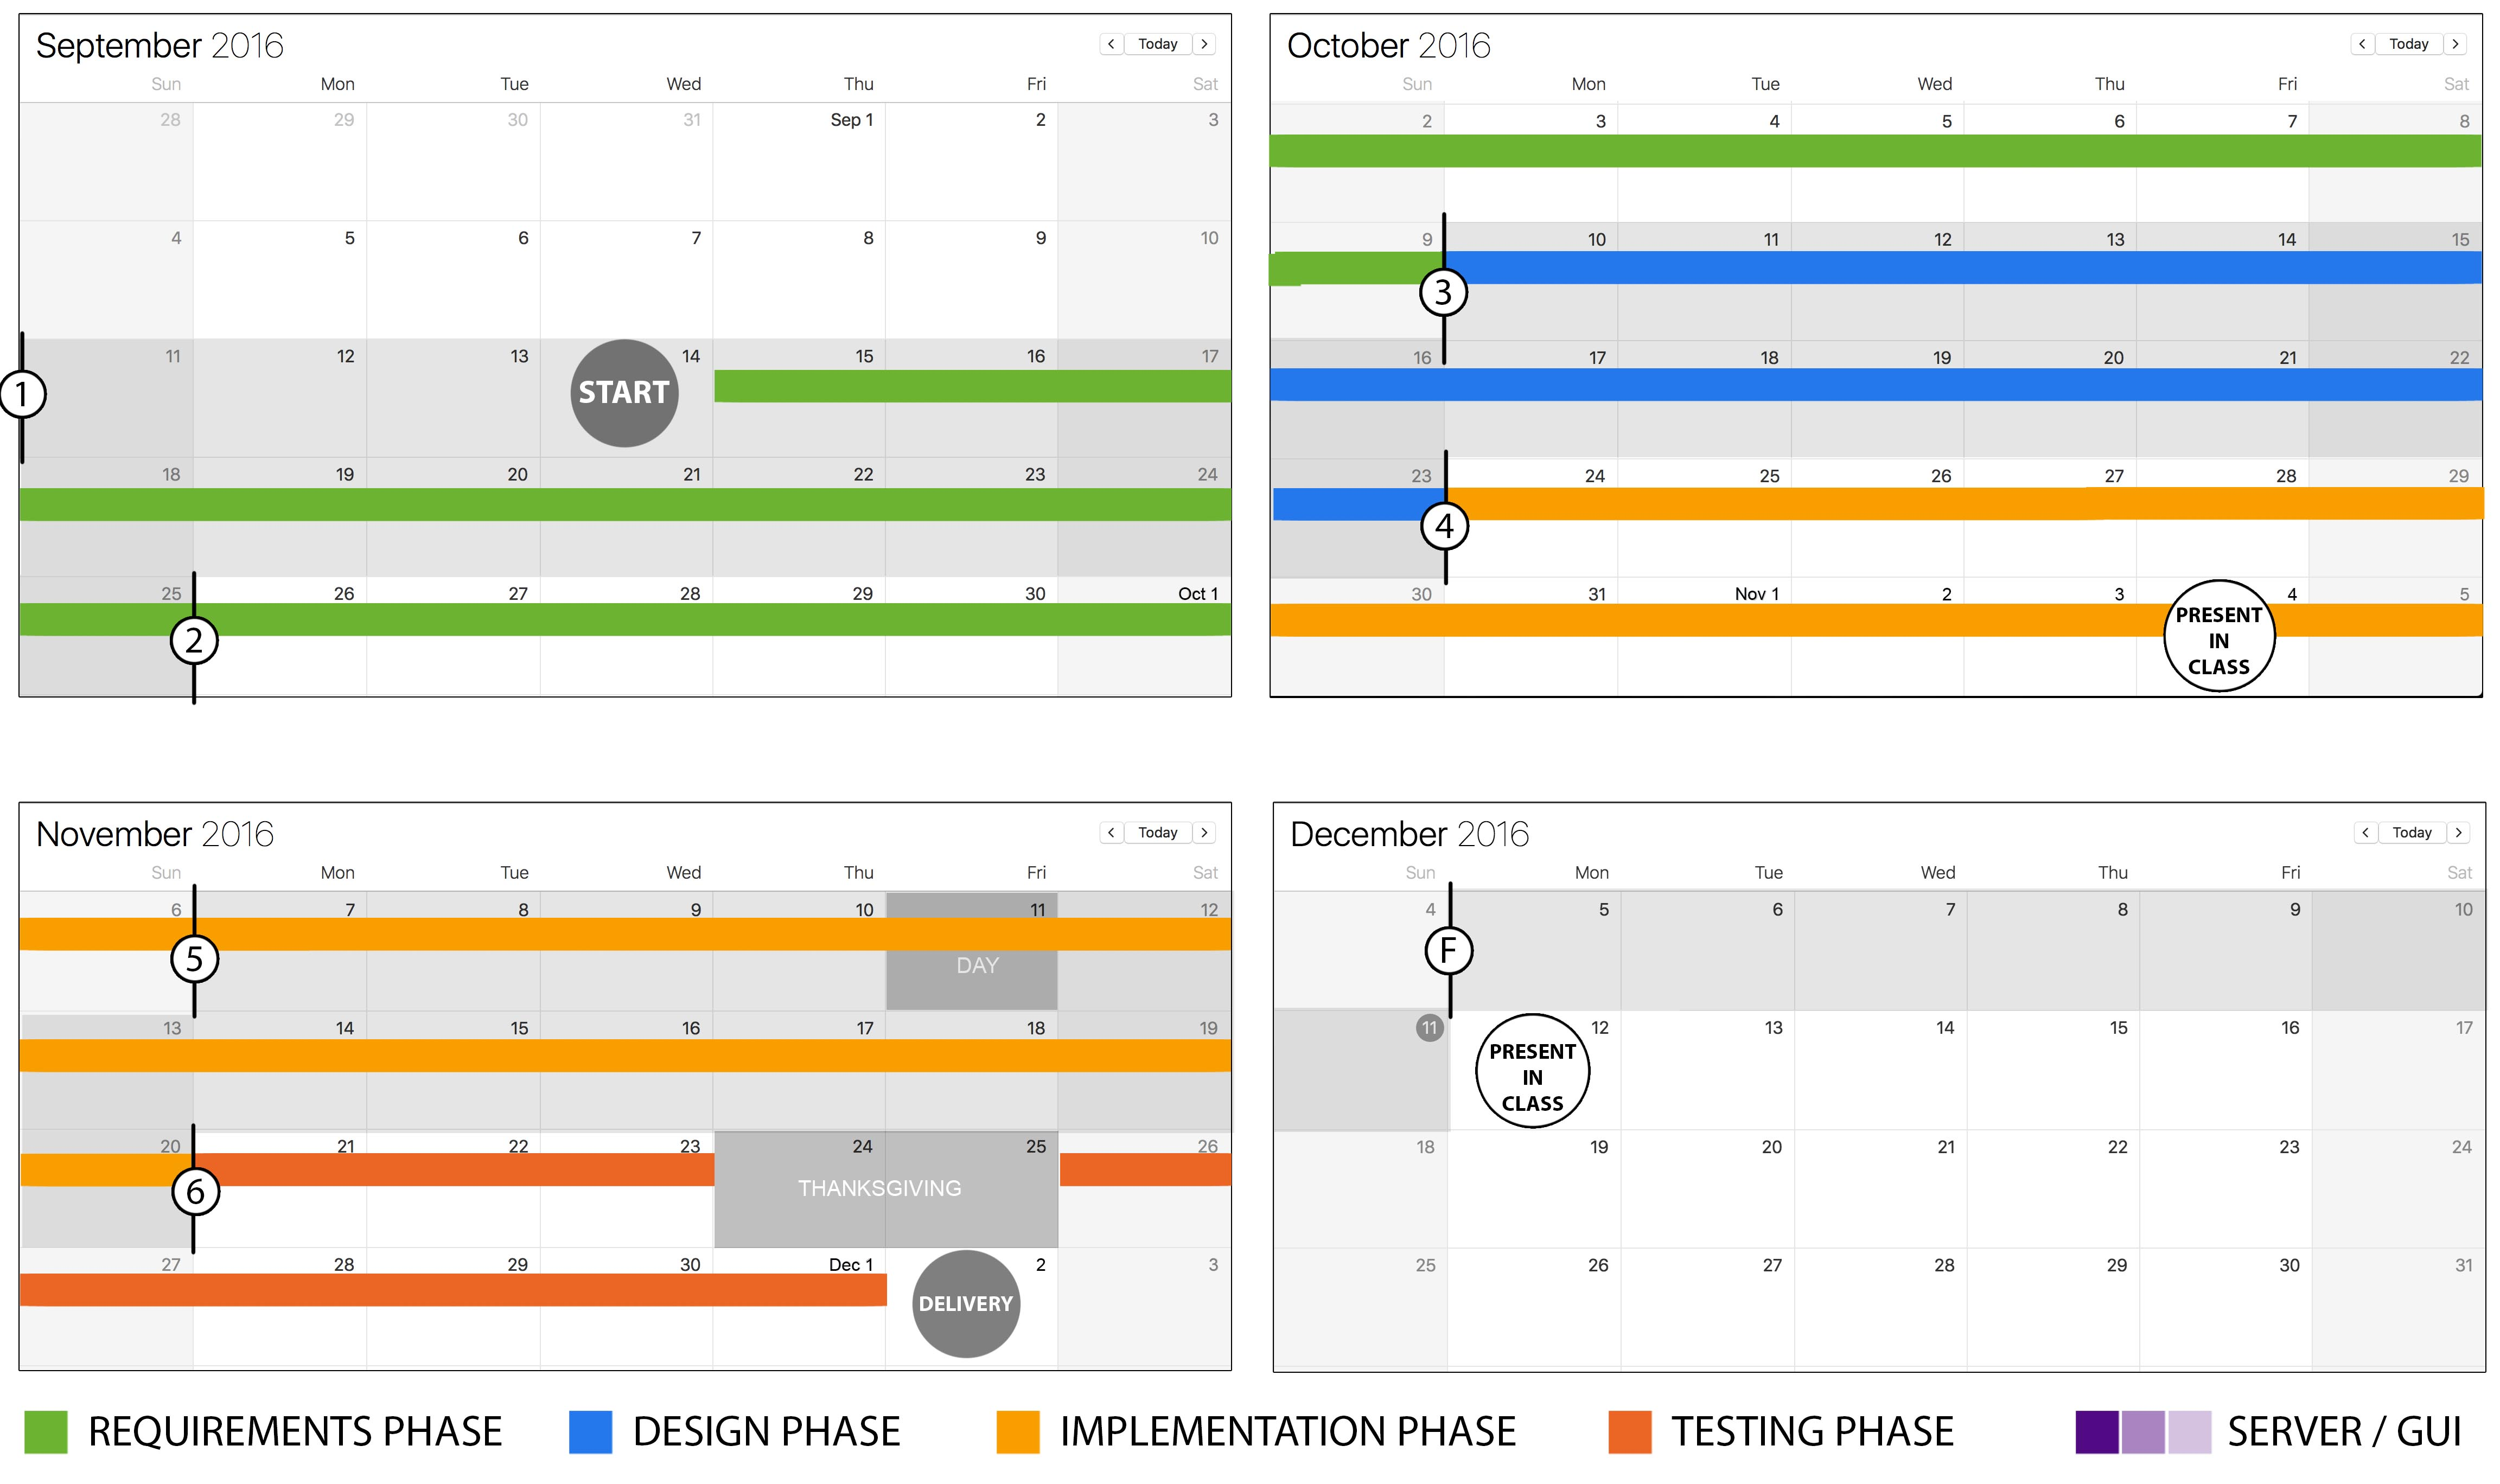 September 2016
< Today >
Sun Mon Tue Wed Thu Fri Sat
28 29 30 31 Sep 1 2 3
4 5 6 7 8 9 10
11 12 13 14 15 16 17
1
START
18 19 20 21 22 23 24
25 26 27 28 29 30 Oct 1
2
October 2016
< Today >
Sun Mon Tue Wed Thu Fri Sat
2 3 4 5 6 7 8
9 10 11 12 13 14 15
3
16 17 18 19 20 21 22
23 24 25 26 27 28 29
4
30 31 Nov 1 2 3 4 5
PRESENT
IN
CLASS
November 2016
< Today >
Sun Mon Tue Wed Thu Fri Sat
6 7 8 9 10 11 12
5
DAY
13 14 15 16 17 18 19
20 21 22 23 24 25 26
6
THANKSGIVING
27 28 29 30 Dec 1 2 3
DELIVERY
December 2016
< Today >
Sun Mon Tue Wed Thu Fri Sat
4 5 6 7 8 9 10
F
11 12 13 14 15 16 17
PRESENT
IN
CLASS
18 19 20 21 22 23 24
25 26 27 28 29 30 31
REQUIREMENTS PHASE DESIGN PHASE IMPLEMENTATION PHASE TESTING PHASE SERVER / GUI